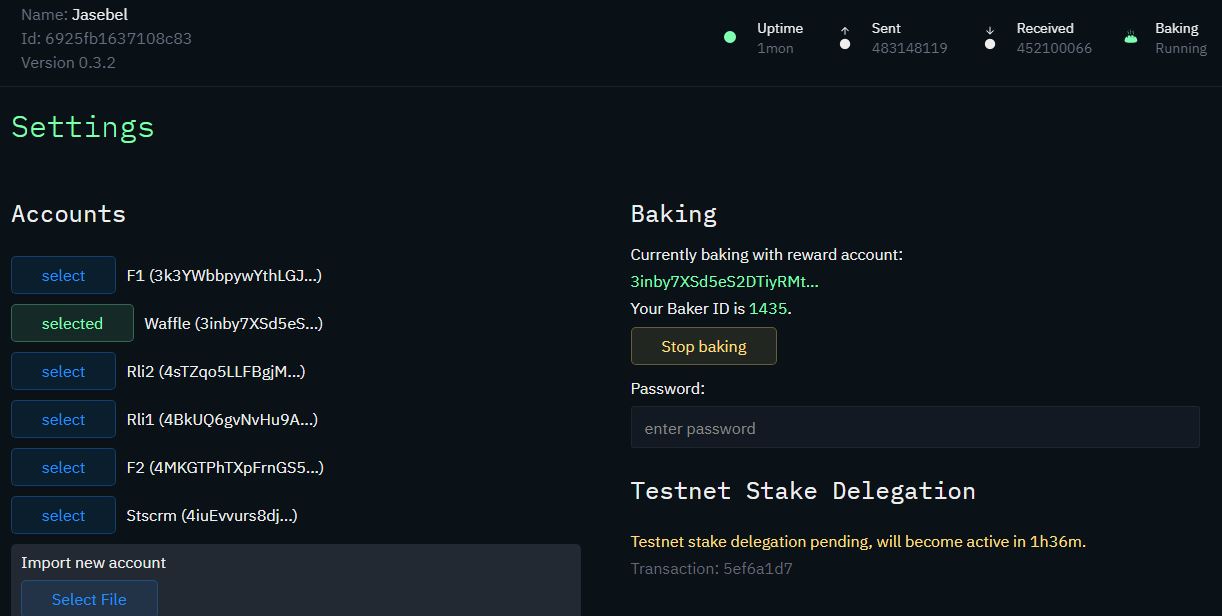 Name: Jasebel
Id: 6925fb1637108c83
Version 0.3.2
Uptime
1mon
Sent
483148119
Received
452100066
Baking
Running
Settings
Accounts
select F1 (3k3YWbbpywYthLGJ...)
selected Waffle (3inby7XSd5eS...)
select Rli2 (4sTZqo5LLFBgjM...)
select Rli1 (4BkUQ6gvNvHu9A...)
select F2 (4MKGTPhTXpFrnGS5...)
select Stscrm (4iuEvvurs8dj...)
Import new account
Select File
Baking
Currently baking with reward account:
3inby7XSd5eS2DTiyRMt...
Your Baker ID is 1435.
Stop baking
Password:
enter password
Testnet Stake Delegation
Testnet stake delegation pending, will become active in 1h36m.
Transaction: 5ef6a1d7